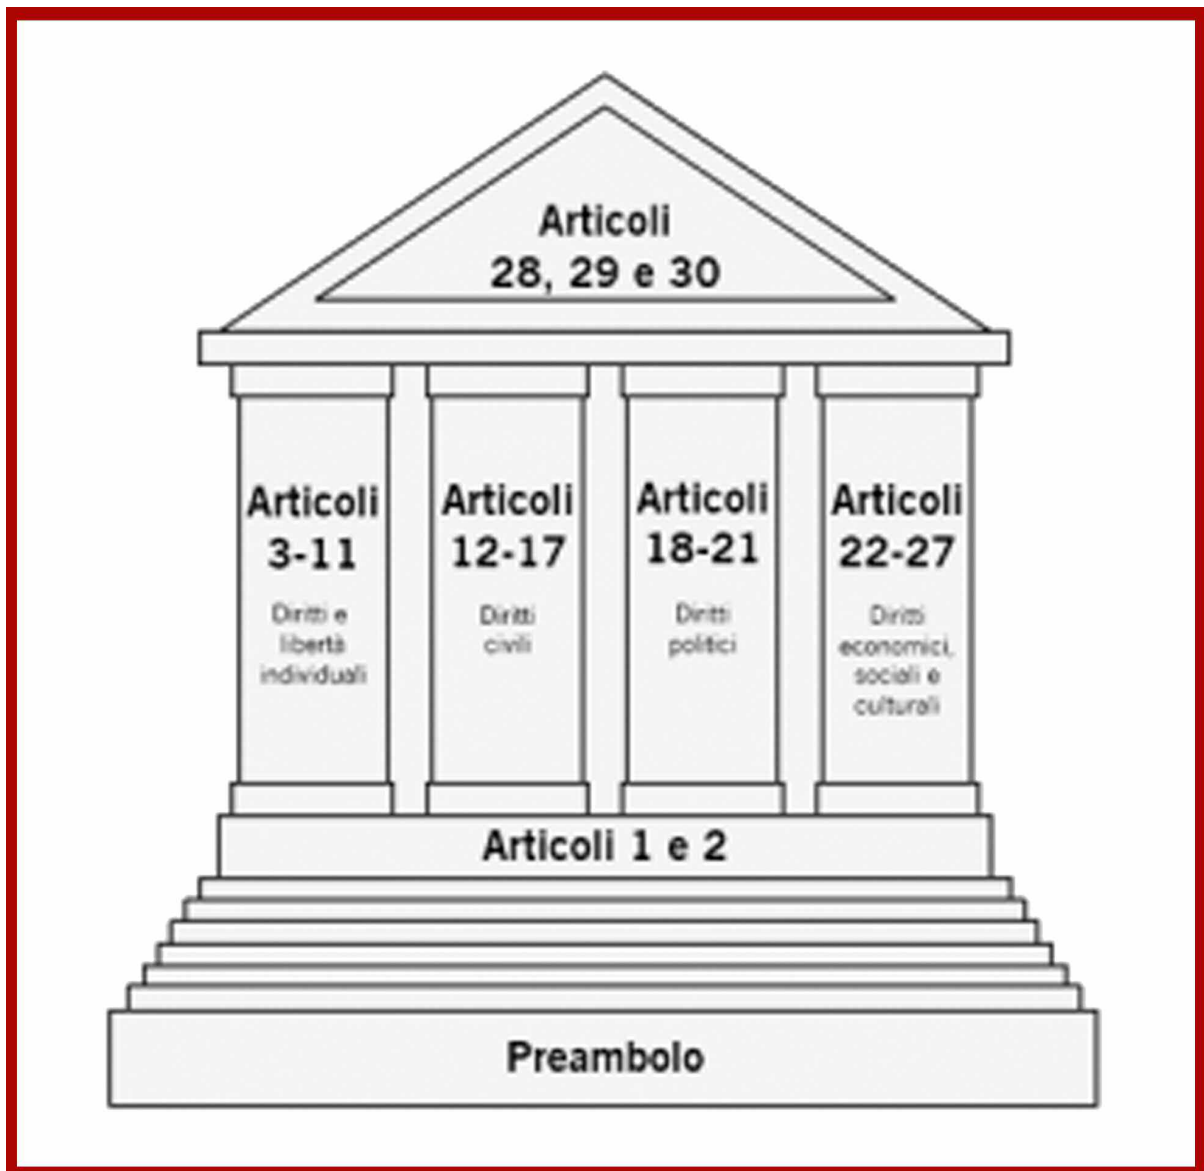 Articoli
28, 29 e 30
Articoli
3-11
Diritti e
libertà
individuali
Articoli
12-17
Diritti
civili
Articoli
18-21
Diritti
politici
Articoli
22-27
Diritti
economici,
sociali e
culturali
Articoli 1 e 2
Preambolo